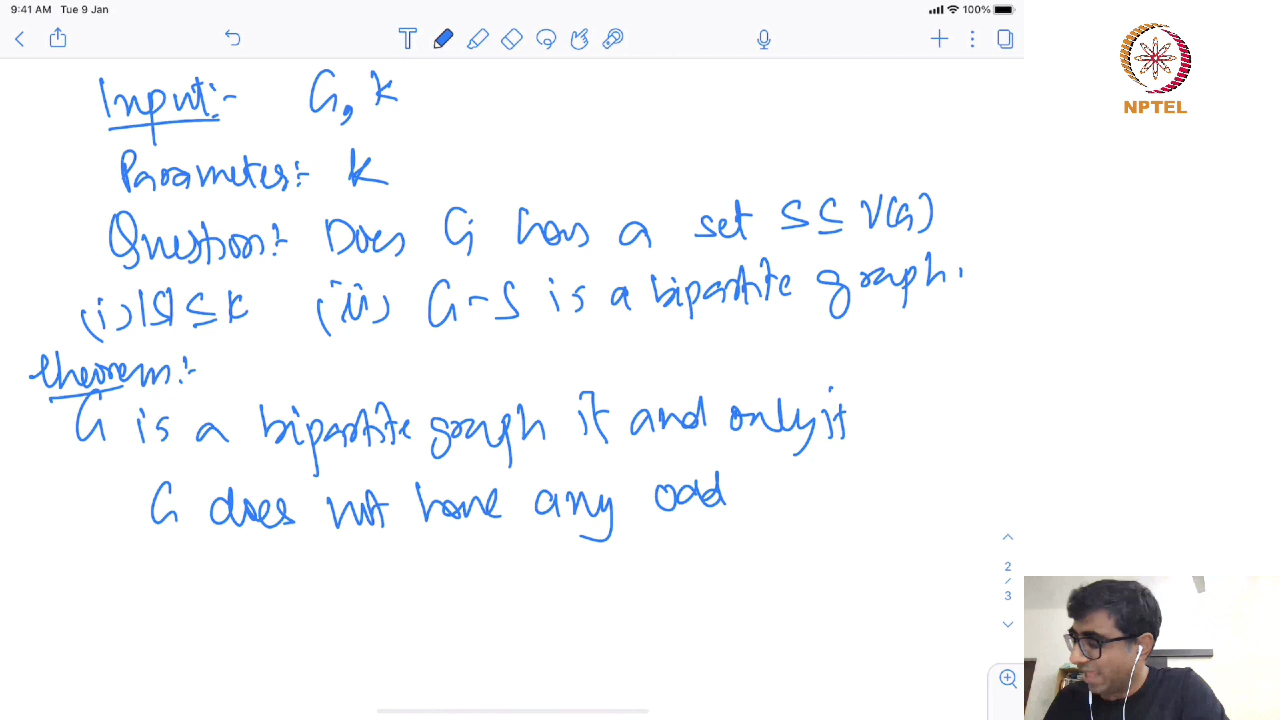 9:41 AM Tue 9 Jan
100%
T
NPTEL
Input:- G, k
Parameter:- k
Question:- Does G has a set S ⊆ V(G)
(i) |S| ≤ k (ii) G-S is a bipartite graph.
theorem:-
G is a bipartite graph if and only if
G does not have any odd
2
/
3